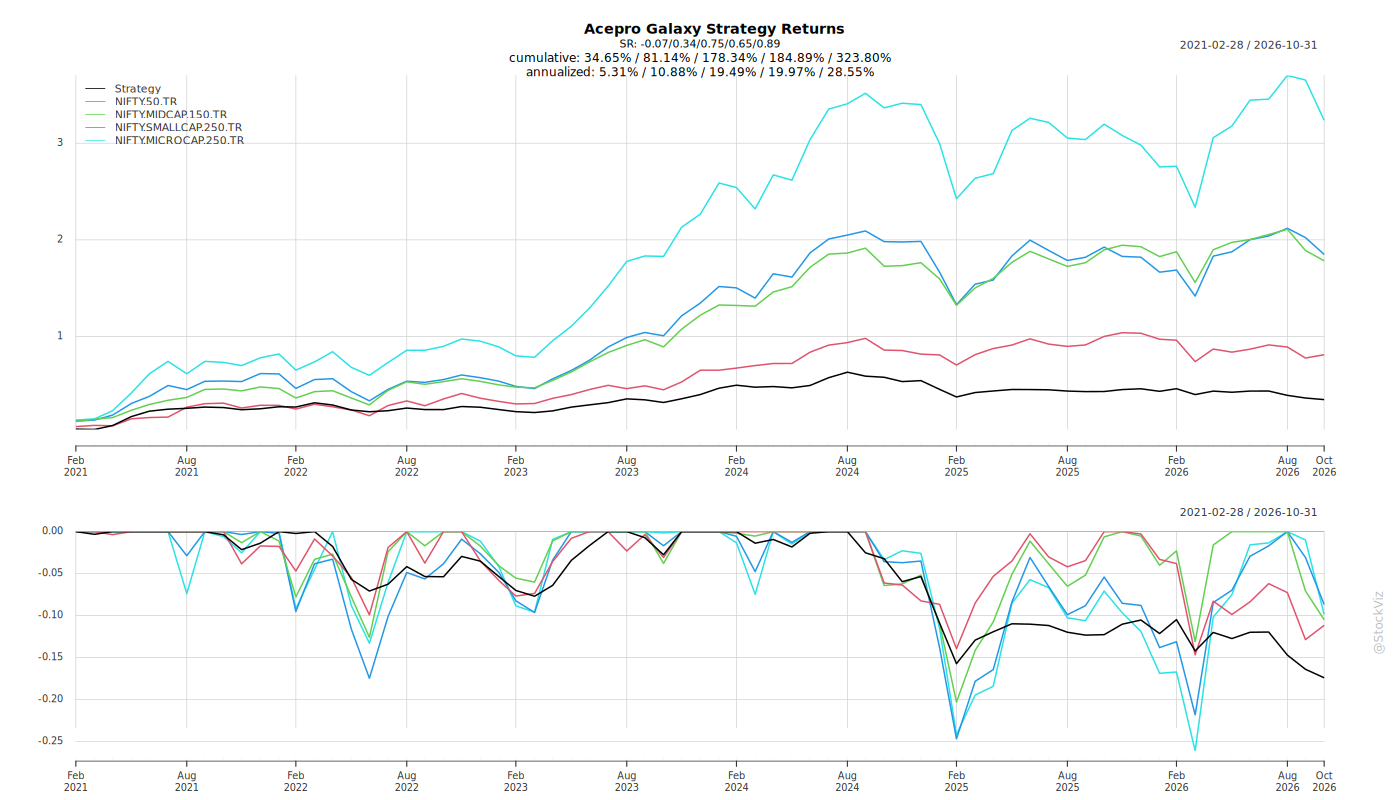 Acepro Galaxy Strategy Returns
SR: -0.07/0.34/0.75/0.65/0.89
2021-02-28 / 2026-10-31
cumulative: 34.65% / 81.14% / 178.34% / 184.89% / 323.80%
annualized: 5.31% / 10.88% / 19.49% / 19.97% / 28.55%
Strategy
NIFTY.50.TR
NIFTY.MIDCAP.150.TR
NIFTY.SMALLCAP.250.TR
NIFTY.MICROCAP.250.TR
3
2
1
Feb 2021
Aug 2021
Feb 2022
Aug 2022
Feb 2023
Aug 2023
Feb 2024
Aug 2024
Feb 2025
Aug 2025
Feb 2026
Aug 2026
Oct 2026
2021-02-28 / 2026-10-31
0.00
-0.05
-0.10
-0.15
-0.20
-0.25
Feb 2021
Aug 2021
Feb 2022
Aug 2022
Feb 2023
Aug 2023
Feb 2024
Aug 2024
Feb 2025
Aug 2025
Feb 2026
Aug 2026
Oct 2026
@StockViz